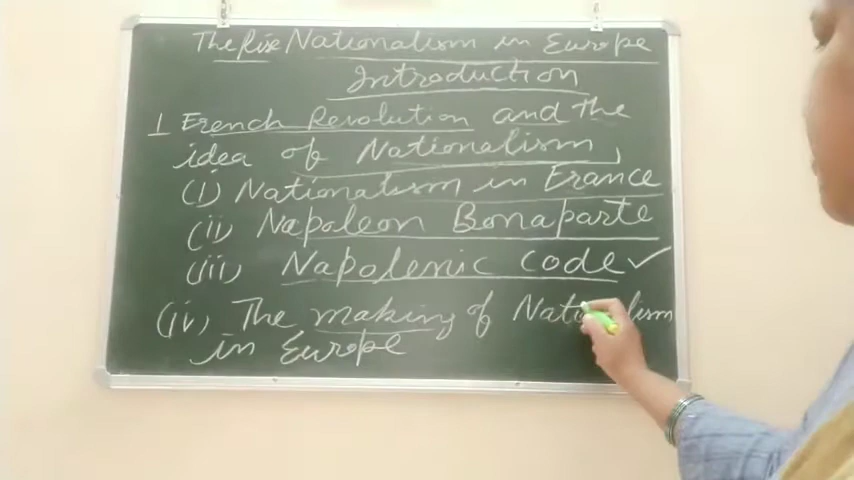 The Rise Nationalism in Europe
Introduction
1 French Revolution and the
idea of Nationalism,
(i) Nationalism in France
(ii) Napoleon Bonaparte
(iii) Napolenic code ✓
(iv) The making of Nationalism
in Europe